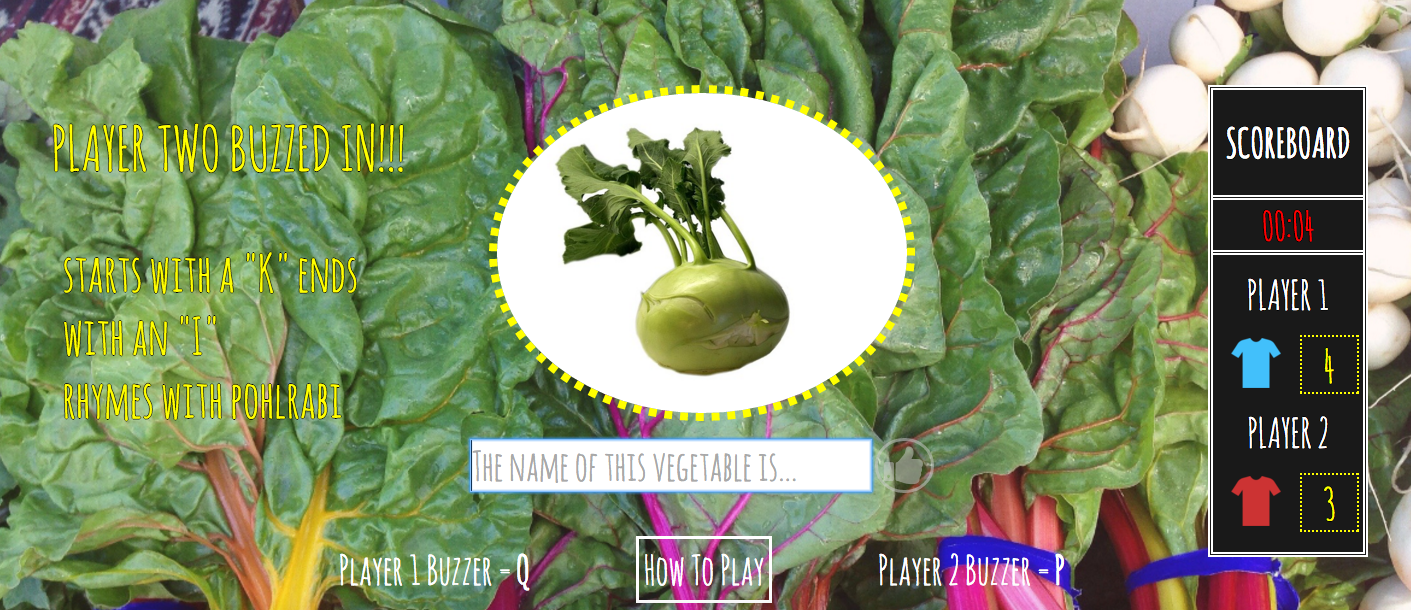 PLAYER TWO BUZZED IN!!!
STARTS WITH A "K" ENDS
WITH AN "I"
RHYMES WITH POHLRABI
THE NAME OF THIS VEGETABLE IS...
PLAYER 1 BUZZER = Q
HOW TO PLAY
PLAYER 2 BUZZER = P
SCOREBOARD
00:04
PLAYER 1
4
PLAYER 2
3